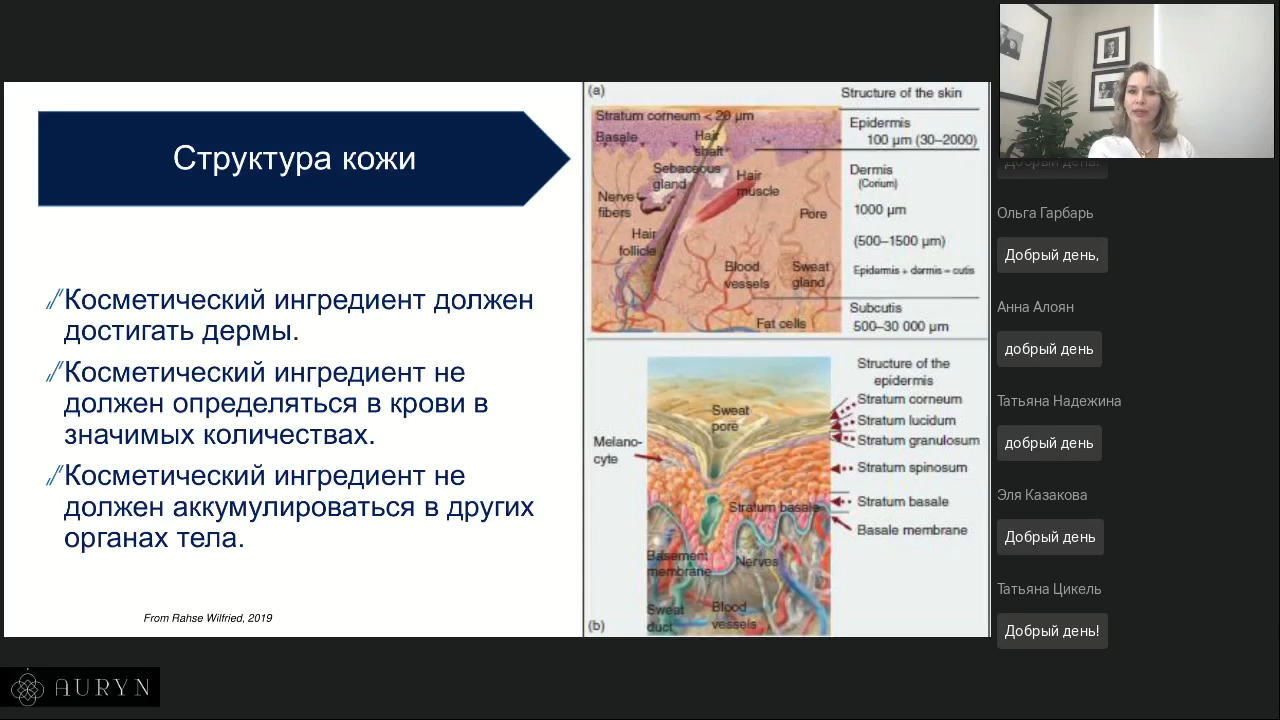 Структура кожи
Косметический ингредиент должен
достигать дермы.
Косметический ингредиент не
должен определяться в крови в
значимых количествах.
Косметический ингредиент не
должен аккумулироваться в других
органах тела.
From Rahse Wilfried, 2019
(a)
Structure of the skin
Stratum corneum < 20 µm
Basale
Hair
shaft
Sebaceous
gland
Hair
muscle
Nerve
fibers
Pore
Hair
follicle
Blood
vessels
Sweat
gland
Fat cells
Epidermis
100 µm (30–2000)
Dermis
(Corium)
1000 µm
(500–1500 µm)
Epidermis + dermis = cutis
Subcutis
500–30 000 µm
Structure of the
epidermis
Sweat
pore
Melano-
cyte
Stratum corneum
Stratum lucidum
Stratum granulosum
Stratum spinosum
Stratum basale
Stratum basale
Basale membrane
Basement
membrane
Nerves
Sweat
duct
Blood
vessels
(b)
Добрый день!
Ольга Гарбарь
Добрый день,
Анна Алоян
добрый день
Татьяна Надежина
добрый день
Эля Казакова
Добрый день
Татьяна Цикель
Добрый день!
AURYN